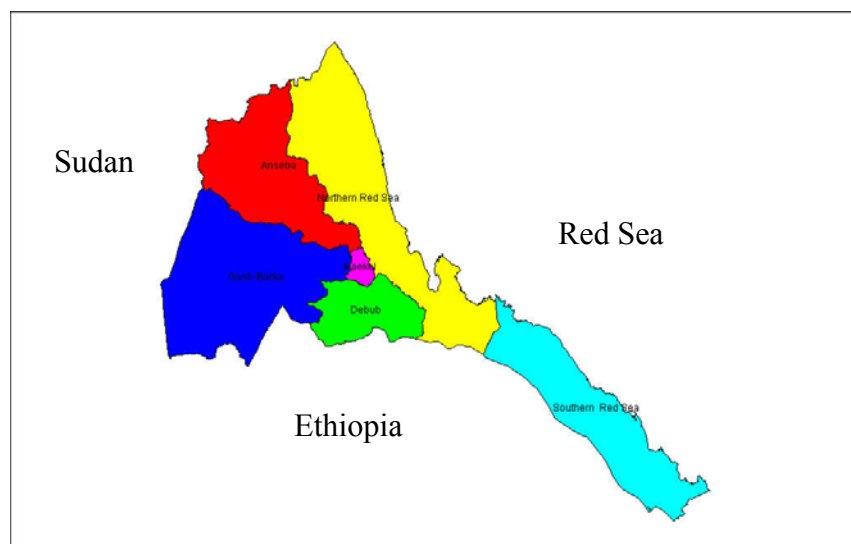 Sudan
Anseba
Northern Red Sea
Red Sea
Maekel
Gash Barka
Debub
Southern Red Sea
Ethiopia